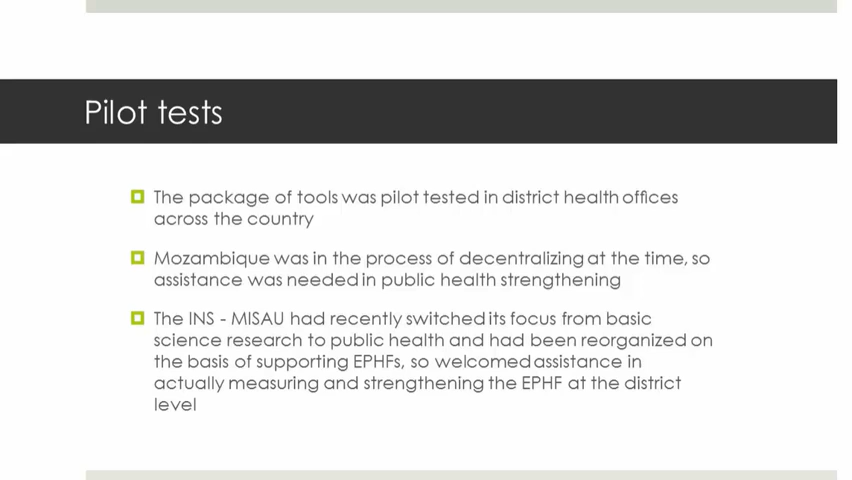 Pilot tests
The package of tools was pilot tested in district health offices
across the country
Mozambique was in the process of decentralizing at the time, so
assistance was needed in public health strengthening
The INS - MISAU had recently switched its focus from basic
science research to public health and had been reorganized on
the basis of supporting EPHFs, so welcomed assistance in
actually measuring and strengthening the EPHF at the district
level